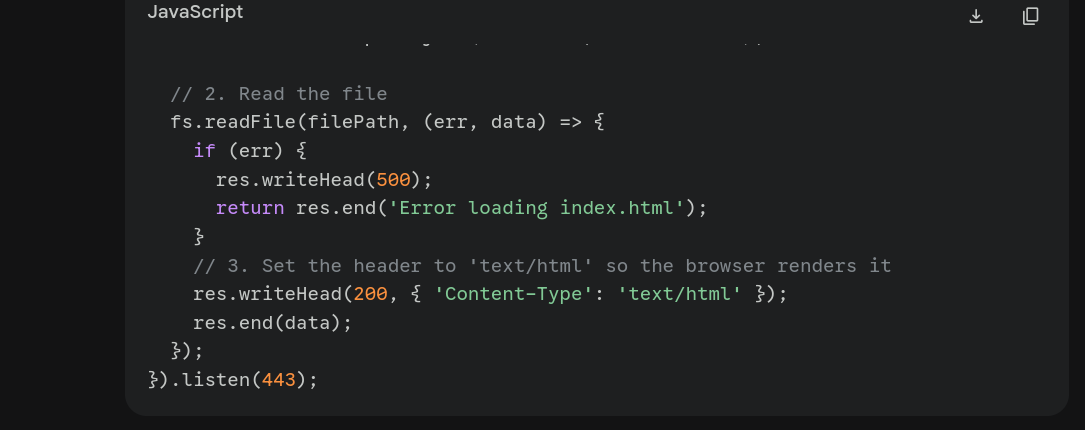 JavaScript
// 2. Read the file
fs.readFile(filePath, (err, data) => {
if (err) {
res.writeHead(500);
return res.end('Error loading index.html');
}
// 3. Set the header to 'text/html' so the browser renders it
res.writeHead(200, { 'Content-Type': 'text/html' });
res.end(data);
});
}).listen(443);